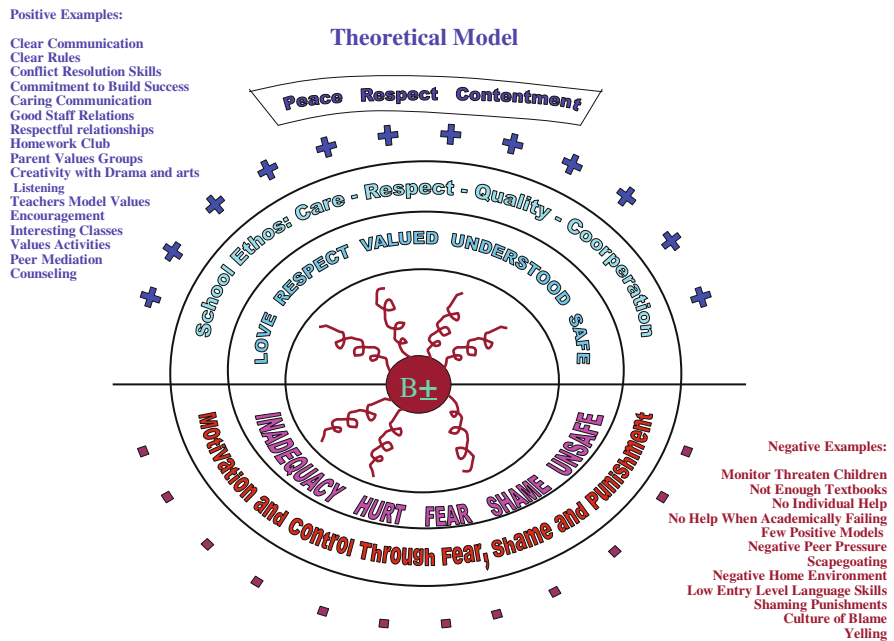 Positive Examples:
Theoretical Model
Clear Communication
Clear Rules
Conflict Resolution Skills
Commitment to Build Success
Caring Communication
Good Staff Relations
Respectful relationships
Homework Club
Parent Values Groups
Creativity with Drama and arts
Listening
Teachers Model Values
Encouragement
Interesting Classes
Values Activities
Peer Mediation
Counseling
Peace Respect Contentment
School Ethos: Care - Respect - Quality - Coorperation
LOVE RESPECT VALUED UNDERSTOOD SAFE
B±
INADEQUACY HURT FEAR SHAME UNSAFE
Motivation and Control Through Fear, Shame and Punishment
Negative Examples:
Monitor Threaten Children
Not Enough Textbooks
No Individual Help
No Help When Academically Failing
Few Positive Models
Negative Peer Pressure
Scapegoating
Negative Home Environment
Low Entry Level Language Skills
Shaming Punishments
Culture of Blame
Yelling